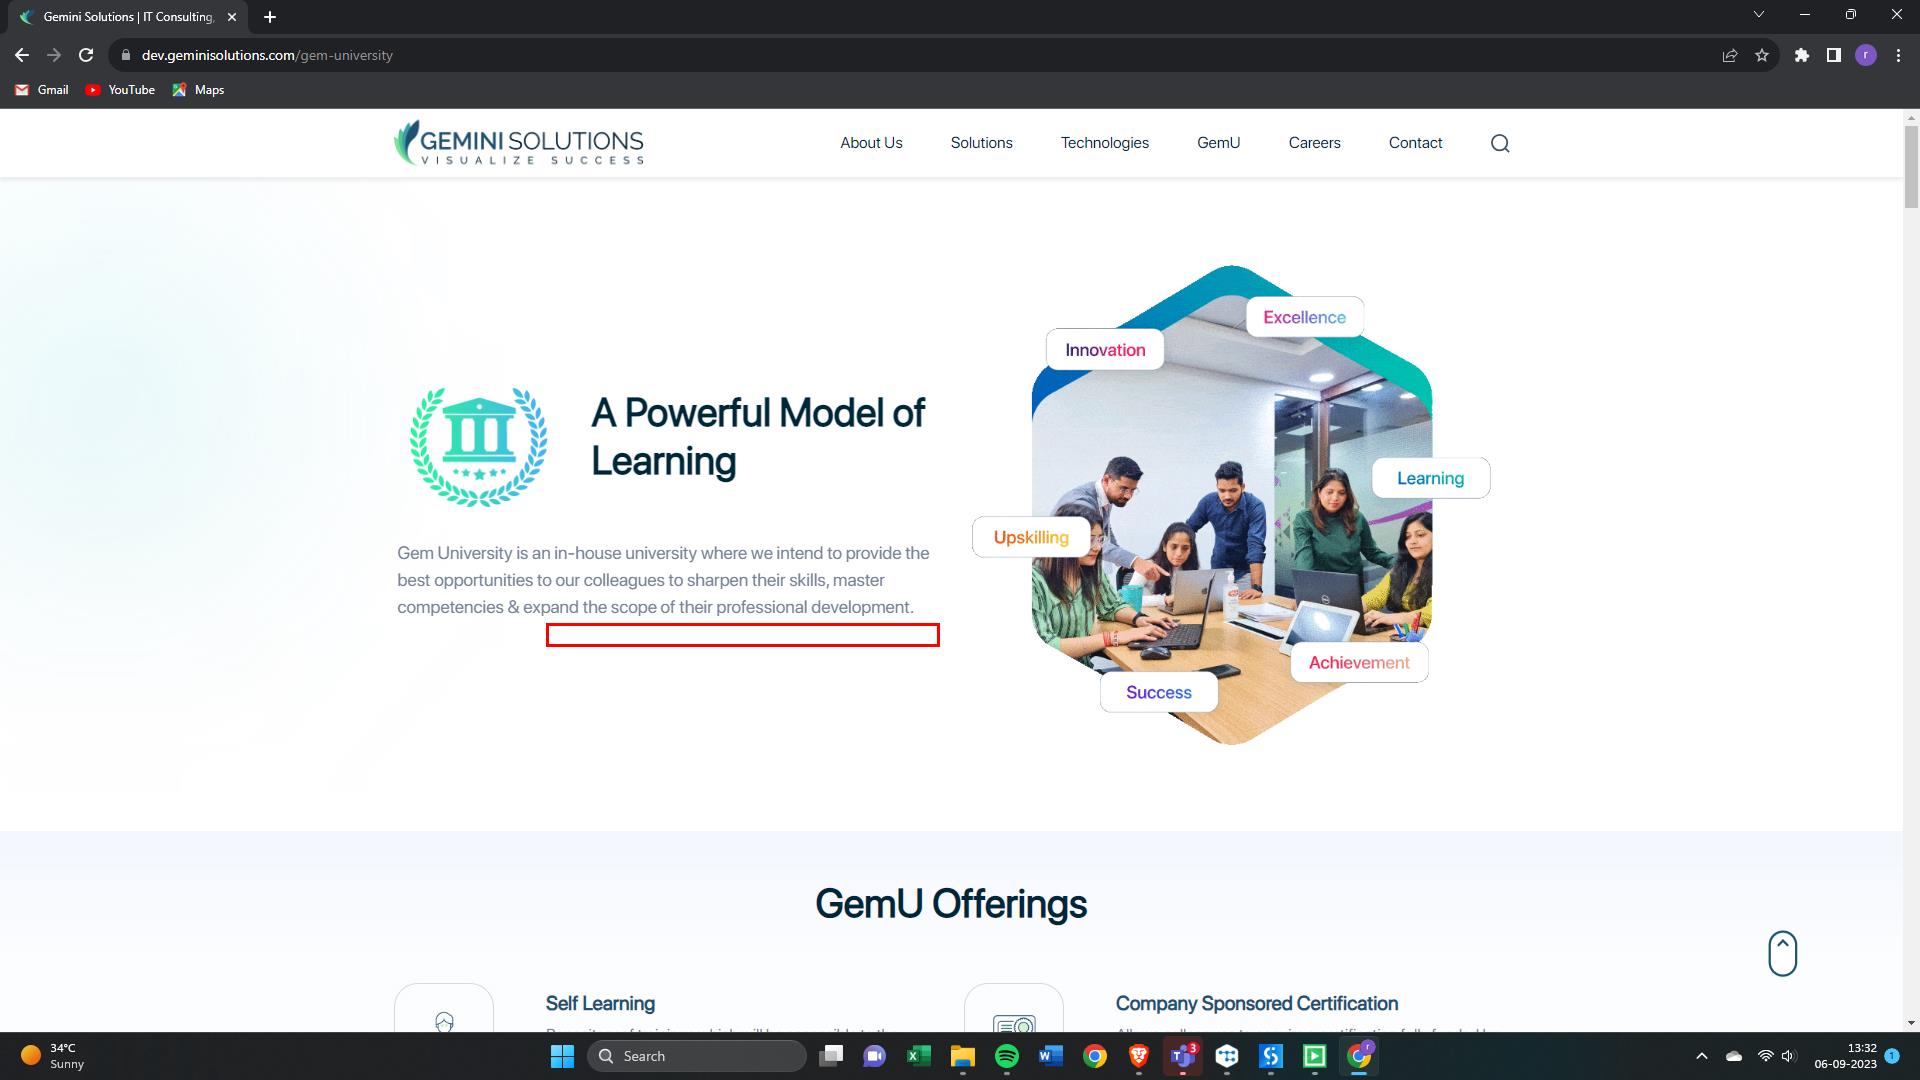 Gemini Solutions | IT Consulting,
dev.geminisolutions.com/gem-university
r
Gmail YouTube Maps
GEMINI SOLUTIONS
VISUALIZE SUCCESS
About Us Solutions Technologies GemU Careers Contact
Excellence
Innovation
A Powerful Model of
Learning
Learning
Upskilling
Gem University is an in-house university where we intend to provide the
best opportunities to our colleagues to sharpen their skills, master
competencies & expand the scope of their professional development.
Achievement
Success
GemU Offerings
Self Learning
Company Sponsored Certification
34°C
Sunny
Search
3
r
13:32
06-09-2023
1